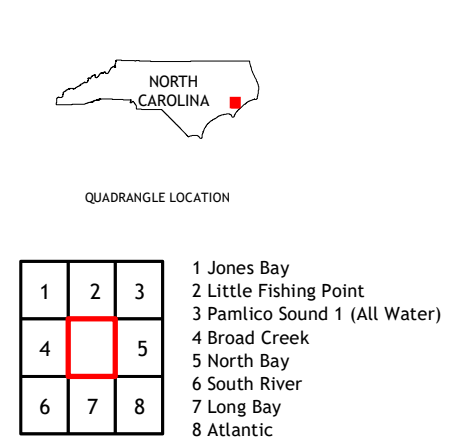 NORTH
CAROLINA
QUADRANGLE LOCATION
1 2 3
4 5
6 7 8
1 Jones Bay
2 Little Fishing Point
3 Pamlico Sound 1 (All Water)
4 Broad Creek
5 North Bay
6 South River
7 Long Bay
8 Atlantic